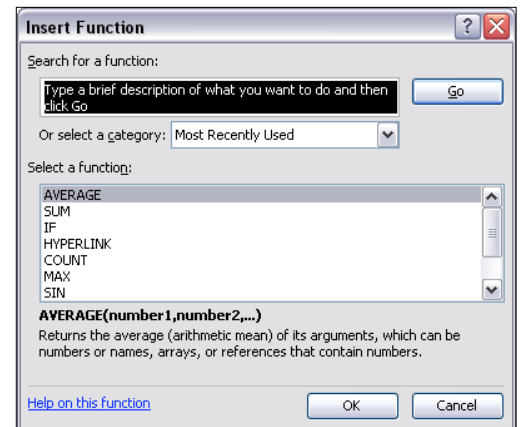 Insert Function
Search for a function:
Type a brief description of what you want to do and then
click Go
Go
Or select a category: Most Recently Used
Select a function:
AVERAGE
SUM
IF
HYPERLINK
COUNT
MAX
SIN
AVERAGE(number1,number2,...)
Returns the average (arithmetic mean) of its arguments, which can be
numbers or names, arrays, or references that contain numbers.
Help on this function
OK
Cancel